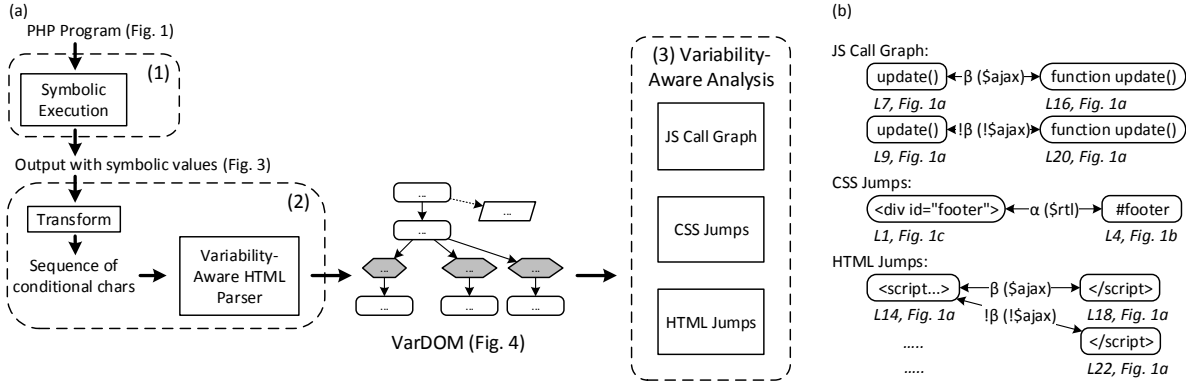 (a)
PHP Program (Fig. 1)
(1)
Symbolic
Execution
Output with symbolic values (Fig. 3)
(2)
Transform
Sequence of
conditional chars
Variability-
Aware HTML
Parser
...
...
...
...
...
...
...
...
...
VarDOM (Fig. 4)
(3) Variability-
Aware Analysis
JS Call Graph
CSS Jumps
HTML Jumps
(b)
JS Call Graph:
update() β ($ajax) function update()
L7, Fig. 1a L16, Fig. 1a
update() !β (!$ajax) function update()
L9, Fig. 1a L20, Fig. 1a
CSS Jumps:
<div id="footer"> α ($rtl) #footer
L1, Fig. 1c L4, Fig. 1b
HTML Jumps:
<script...> β ($ajax) </script>
L14, Fig. 1a !β (!$ajax) L18, Fig. 1a
..... </script>
..... L22, Fig. 1a